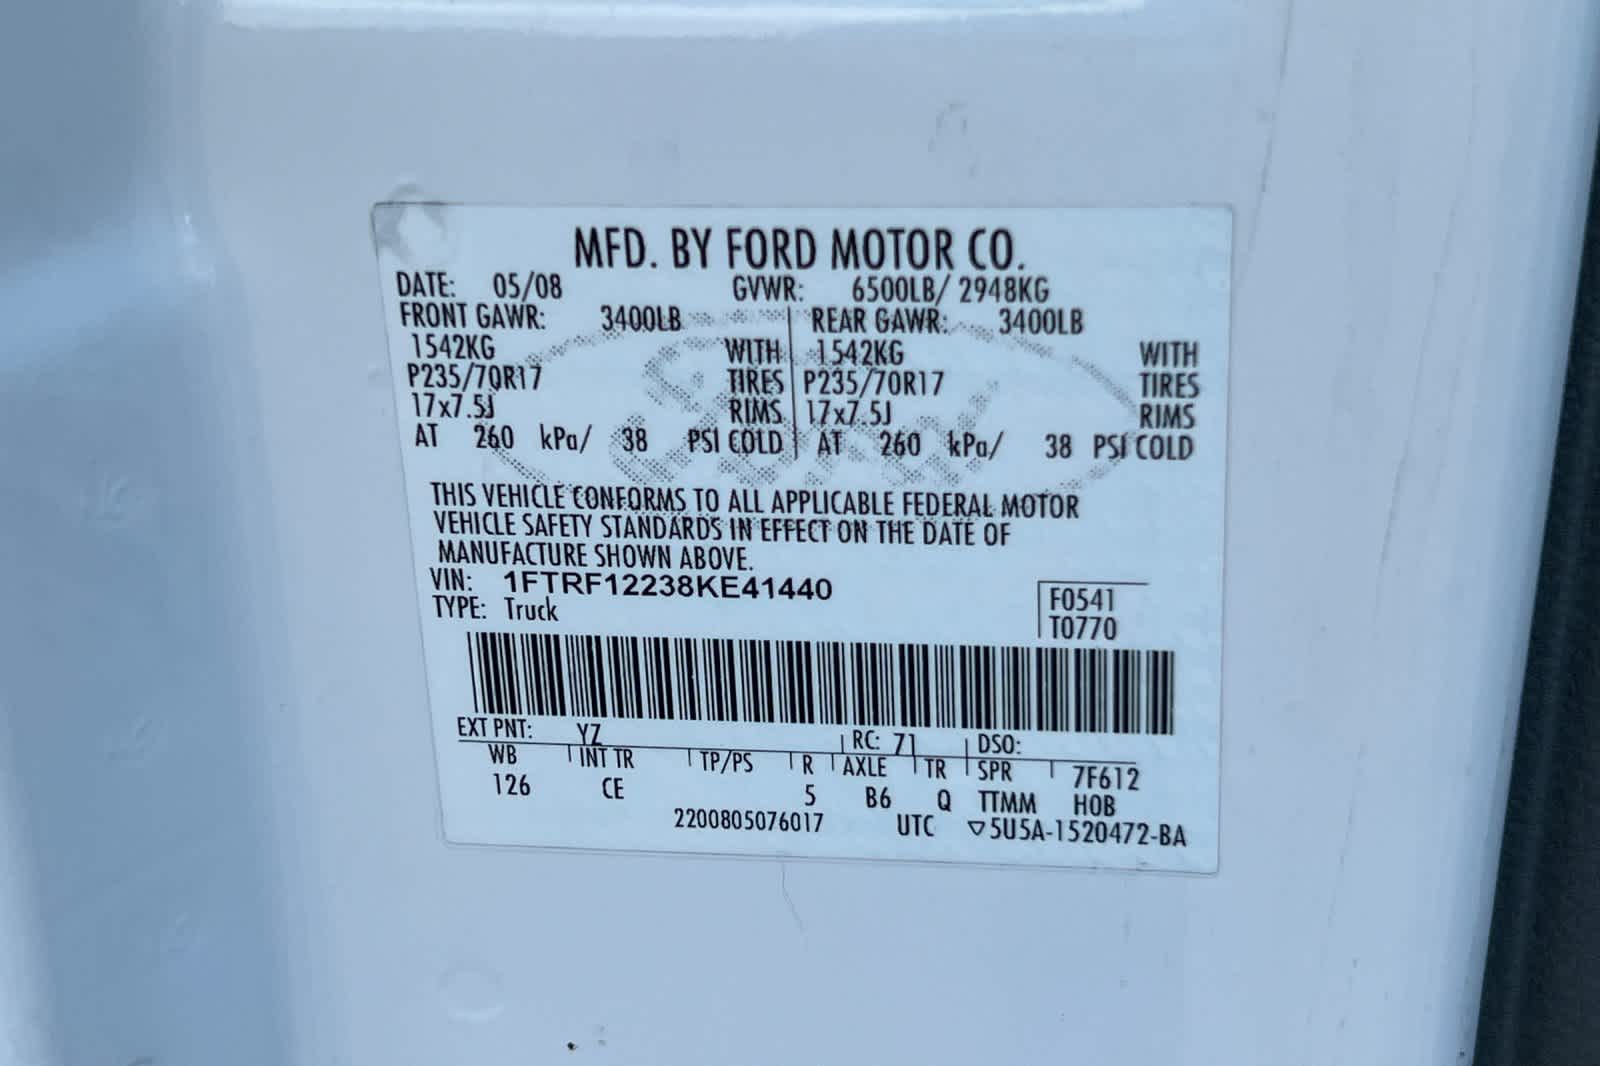 MFD. BY FORD MOTOR CO.
DATE: 05/08 GVWR: 6500LB/ 2948KG
FRONT GAWR: 3400LB REAR GAWR: 3400LB
1542KG WITH 1542KG WITH
P235/70R17 TIRES P235/70R17 TIRES
17x7.5J RIMS 17x7.5J RIMS
AT 260 kPa/ 38 PSI COLD AT 260 kPa/ 38 PSI COLD
Ford
THIS VEHICLE CONFORMS TO ALL APPLICABLE FEDERAL MOTOR
VEHICLE SAFETY STANDARDS IN EFFECT ON THE DATE OF
MANUFACTURE SHOWN ABOVE.
VIN: 1FTRF12238KE41440
TYPE: Truck
F0541
T0770
EXT PNT: YZ RC: 71 DSO:
WB INT TR TP/PS R AXLE TR SPR 7F612
126 CE 5 B6 Q TTMM HOB
2200805076017 UTC ▽5U5A-1520472-BA